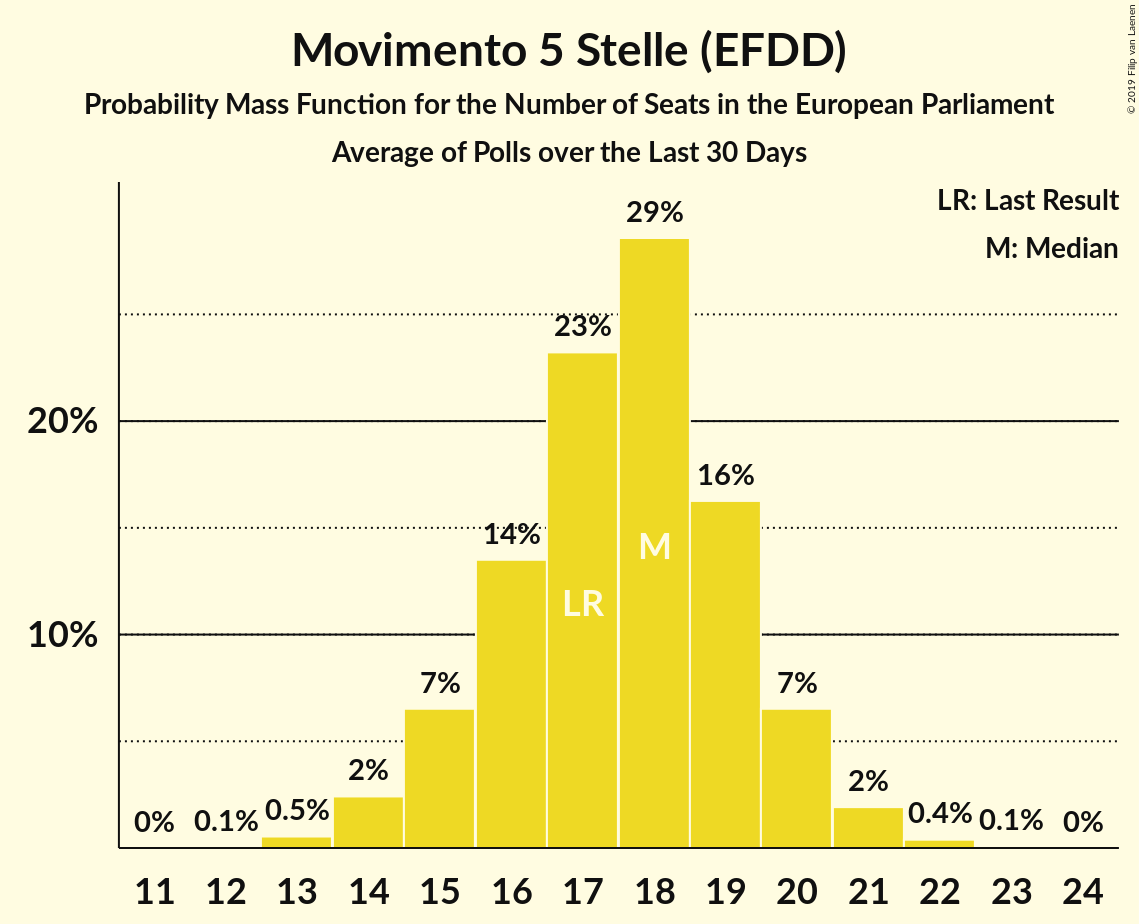 Movimento 5 Stelle (EFDD)
Probability Mass Function for the Number of Seats in the European Parliament
Average of Polls over the Last 30 Days
© 2019 Filip van Laenen
LR: Last Result
M: Median
29%
23%
20%
16%
14%
M
LR
10%
7%
7%
2%
2%
0%
0.1%
0.5%
0.4%
0.1%
0%
11 12 13 14 15 16 17 18 19 20 21 22 23 24